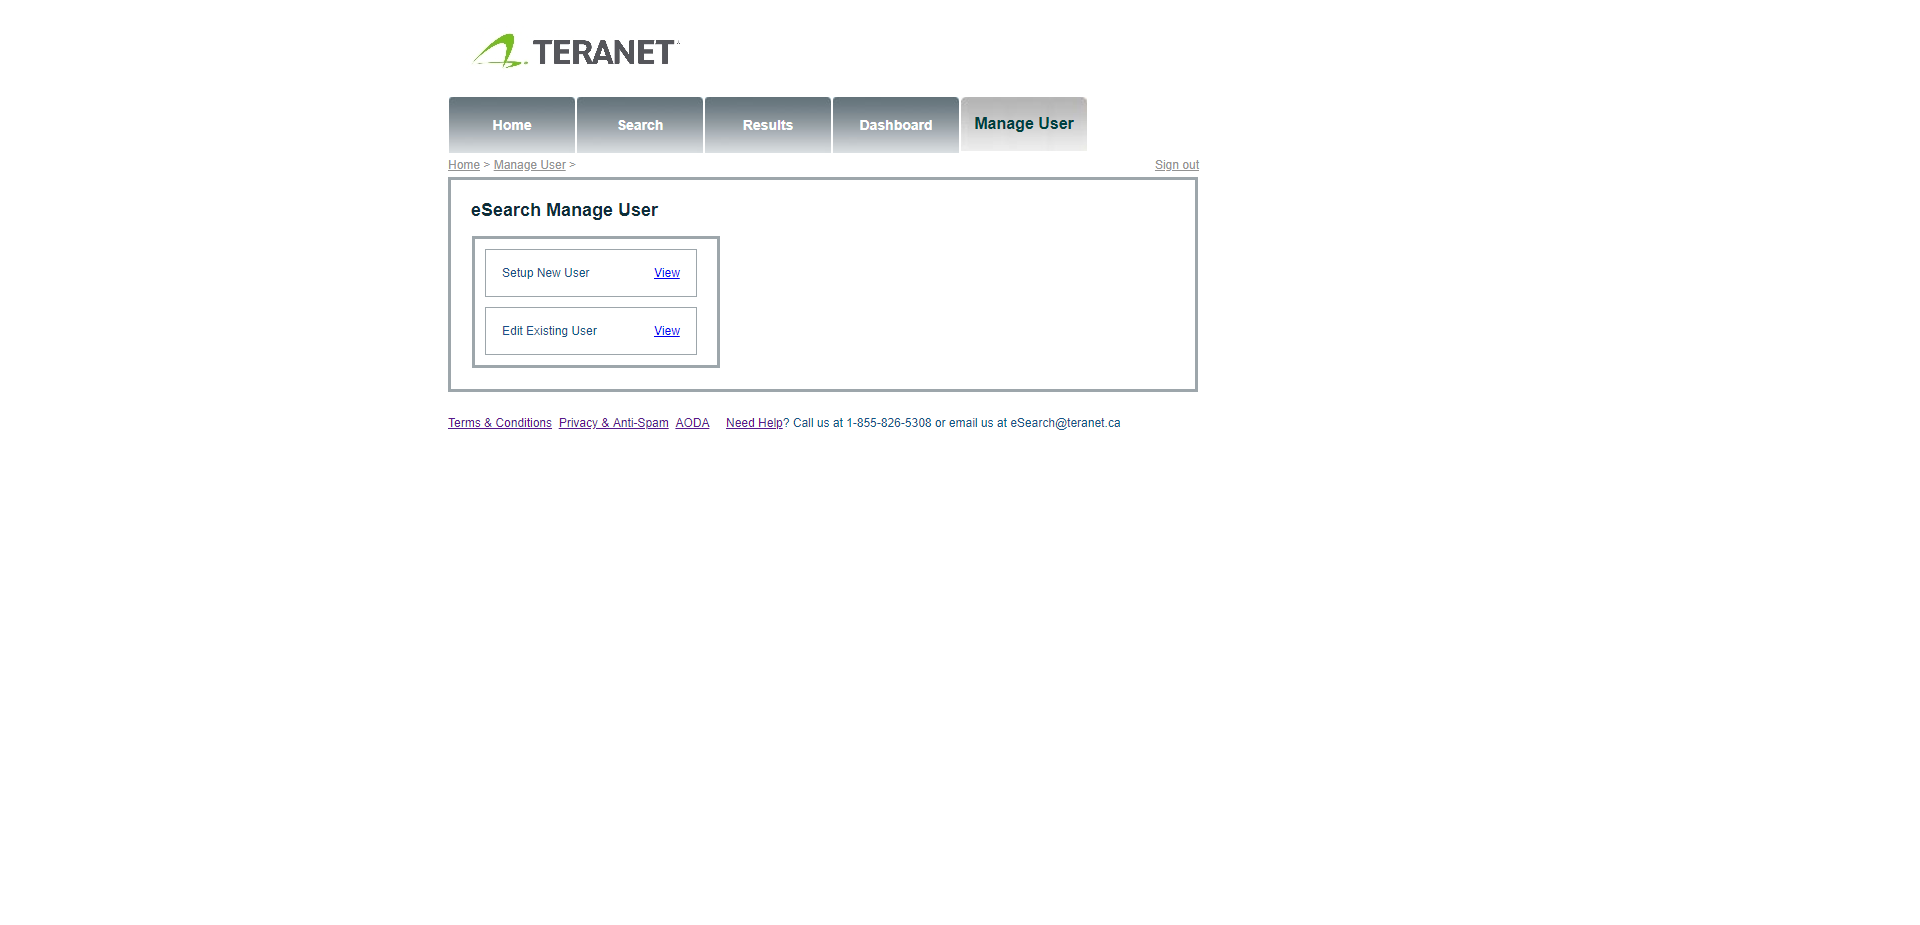 TERANET
Home Search Results Dashboard Manage User
Home > Manage User > Sign out
eSearch Manage User
Setup New User View
Edit Existing User View
Terms & Conditions Privacy & Anti-Spam AODA Need Help? Call us at 1-855-826-5308 or email us at eSearch@teranet.ca